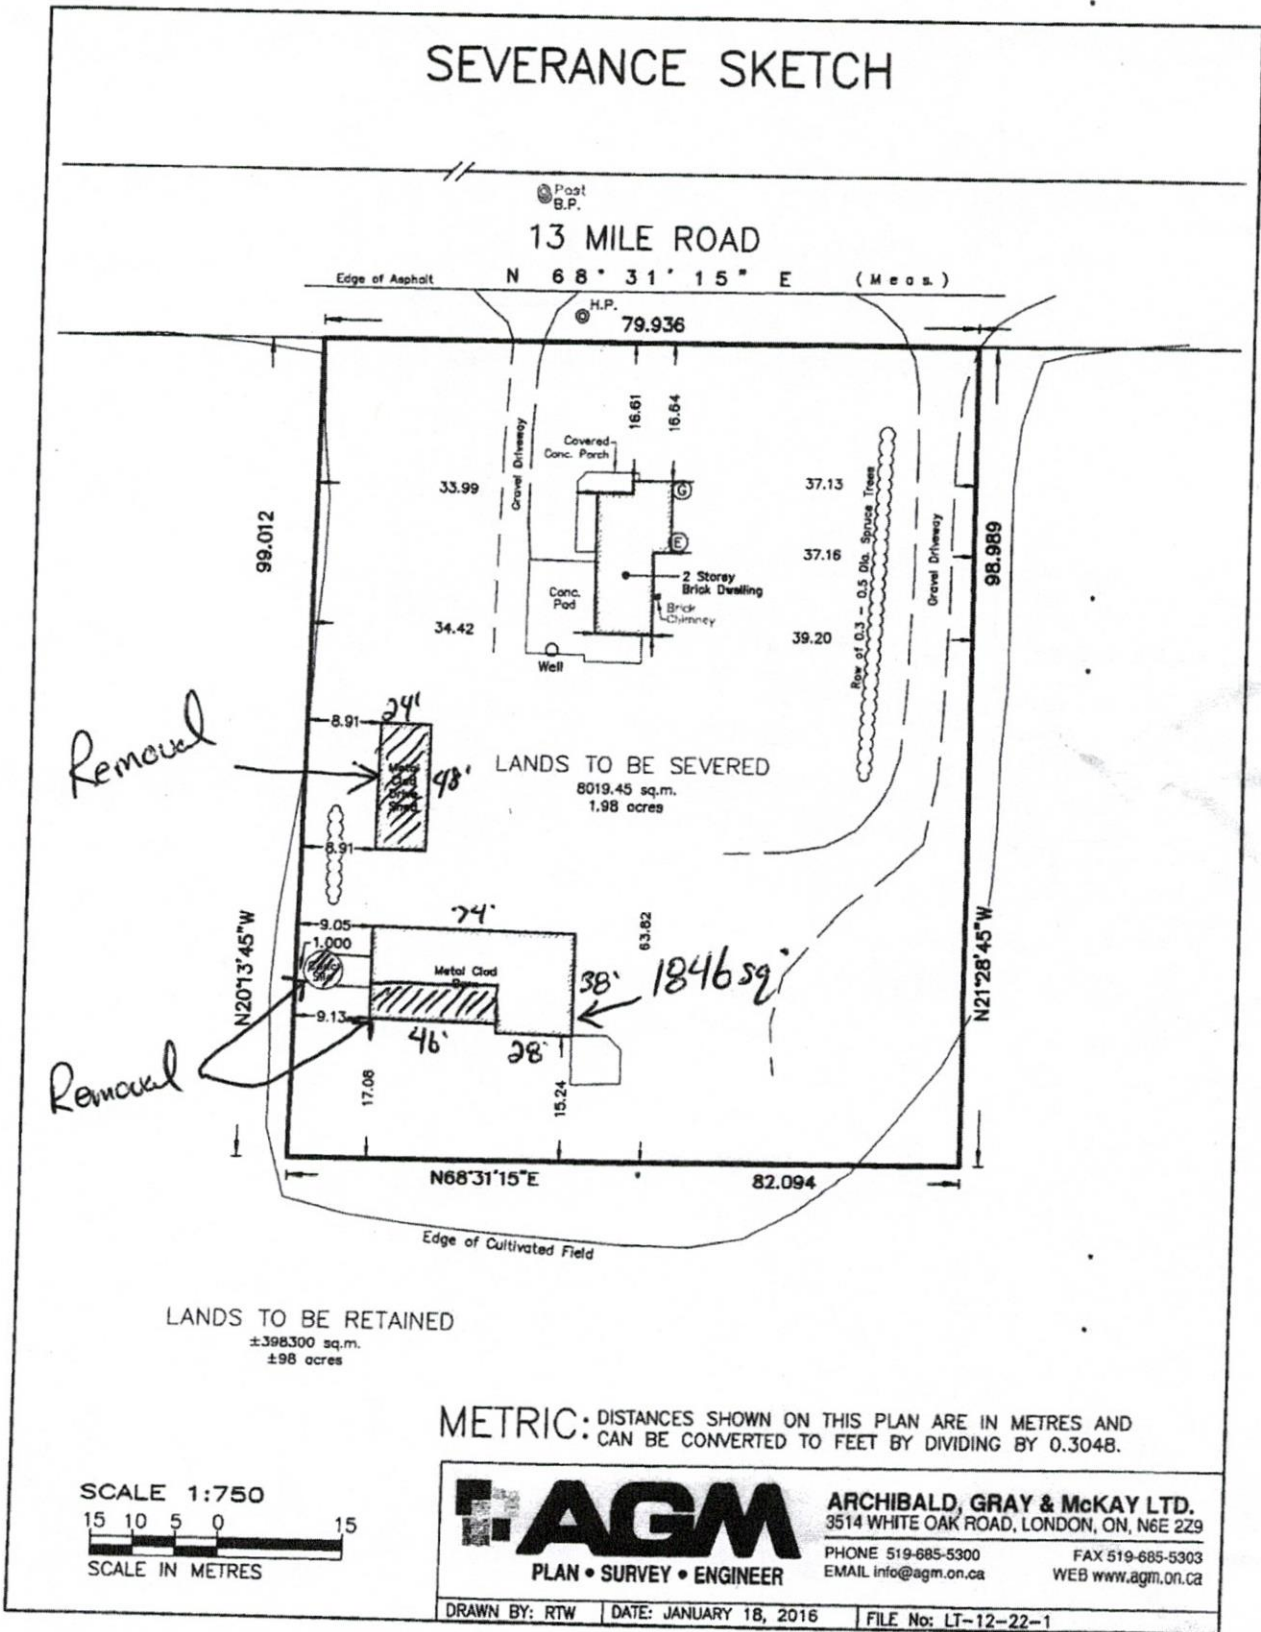 SEVERANCE SKETCH
Post
B.P.
13 MILE ROAD
Edge of Asphalt
N 68° 31' 15" E (Meas.)
H.P.
79.936
16.61
16.64
Covered
Conc. Porch
Gravel Driveway
33.99
G
37.13
99.012
98.989
E
37.16
2 Storey
Brick Dwelling
Conc.
Pad
Brick
Chimney
34.42
39.20
Well
Row of 0.3 - 0.5 Dia. Spruce Trees
Gravel Driveway
Removal
8.91
24'
48'
Metal
Clad
Drive
Shed
LANDS TO BE SEVERED
8019.45 sq.m.
1.98 acres
8.91
9.05
74'
63.82
1.000
Metal Clad
38'
1846 sq'
N20°13'45"W
N21°28'45"W
9.13
46'
28'
Removal
17.08
15.24
N68°31'15"E
82.094
Edge of Cultivated Field
LANDS TO BE RETAINED
±398300 sq.m.
±98 acres
METRIC: DISTANCES SHOWN ON THIS PLAN ARE IN METRES AND
CAN BE CONVERTED TO FEET BY DIVIDING BY 0.3048.
SCALE 1:750
15 10 5 0 15
SCALE IN METRES
AGM
PLAN • SURVEY • ENGINEER
ARCHIBALD, GRAY & McKAY LTD.
3514 WHITE OAK ROAD, LONDON, ON, N6E 2Z9
PHONE 519-685-5300 FAX 519-685-5303
EMAIL info@agm.on.ca WEB www.agm.on.ca
DRAWN BY: RTW DATE: JANUARY 18, 2016 FILE No: LT-12-22-1